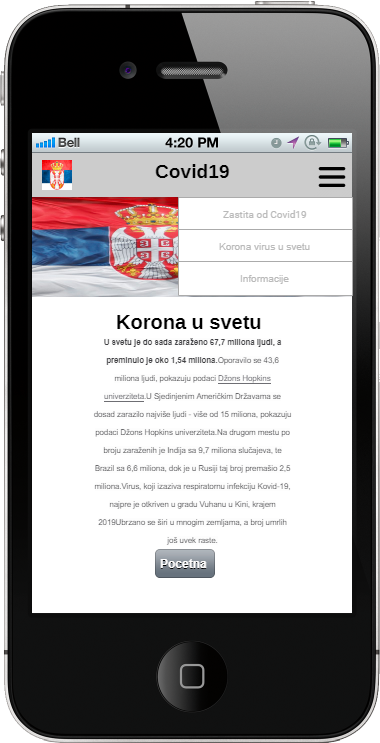 Bell 4:20 PM
Covid19
Zastita od Covid19
Korona virus u svetu
Informacije
Korona u svetu
U svetu je do sada zaraženo 67,7 miliona ljudi, a
preminulo je oko 1,54 miliona.Oporavilo se 43,6
miliona ljudi, pokazuju podaci Džons Hopkins
univerziteta.U Sjedinjenim Američkim Državama se
dosad zarazilo najviše ljudi - više od 15 miliona, pokazuju
podaci Džons Hopkins univerziteta.Na drugom mestu po
broju zaraženih je Indija sa 9,7 miliona slučajeva, te
Brazil sa 6,6 miliona, dok je u Rusiji taj broj premašio 2,5
miliona.Virus, koji izaziva respiratornu infekciju Kovid-19,
najpre je otkriven u gradu Vuhanu u Kini, krajem
2019Ubrzano se širi u mnogim zemljama, a broj umrlih
još uvek raste.
Pocetna